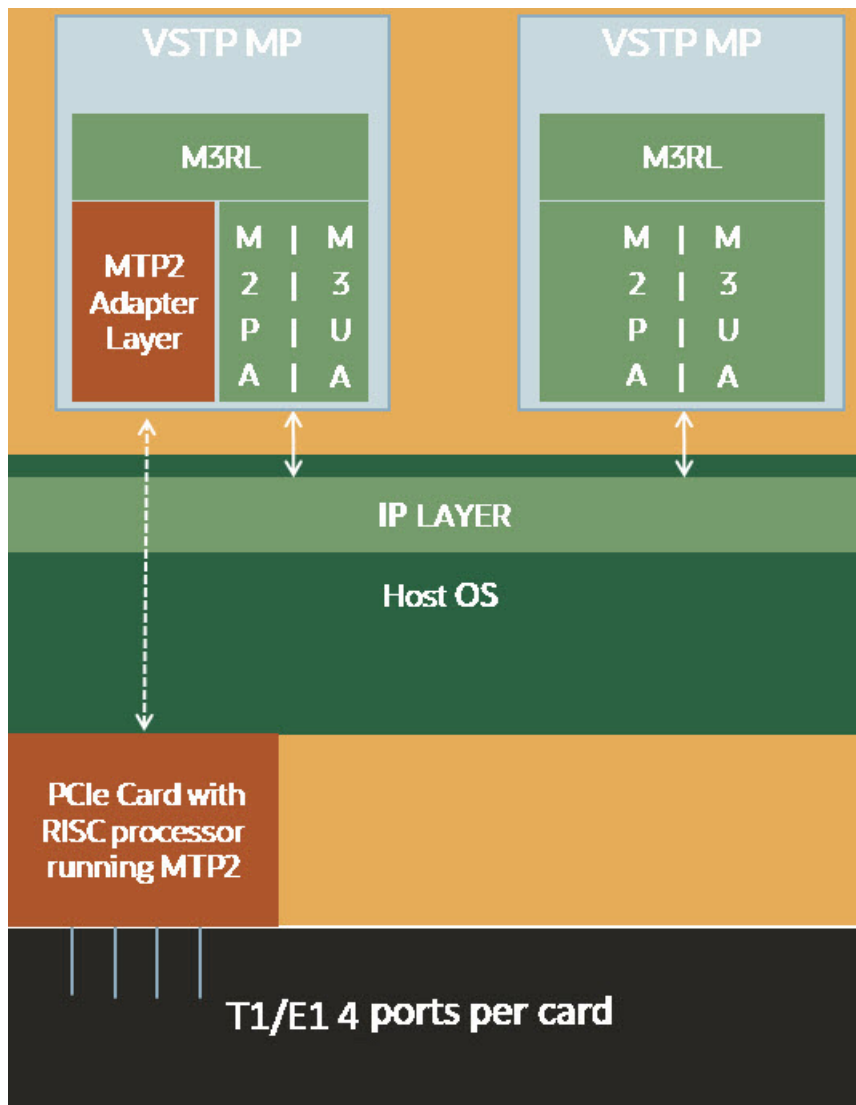 VSTP MP
VSTP MP
M3RL
M3RL
MTP2
Adapter
Layer
M | M
2 | 3
P | U
A | A
M | M
2 | 3
P | U
A | A
IP LAYER
Host OS
PCIe Card with
RISC processor
running MTP2
T1/E1 4 ports per card